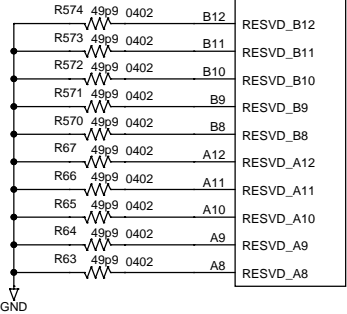 R574 49p9 0402 B12 RESVD_B12
R573 49p9 0402 B11 RESVD_B11
R572 49p9 0402 B10 RESVD_B10
R571 49p9 0402 B9 RESVD_B9
R570 49p9 0402 B8 RESVD_B8
R67 49p9 0402 A12 RESVD_A12
R66 49p9 0402 A11 RESVD_A11
R65 49p9 0402 A10 RESVD_A10
R64 49p9 0402 A9 RESVD_A9
R63 49p9 0402 A8 RESVD_A8
GND